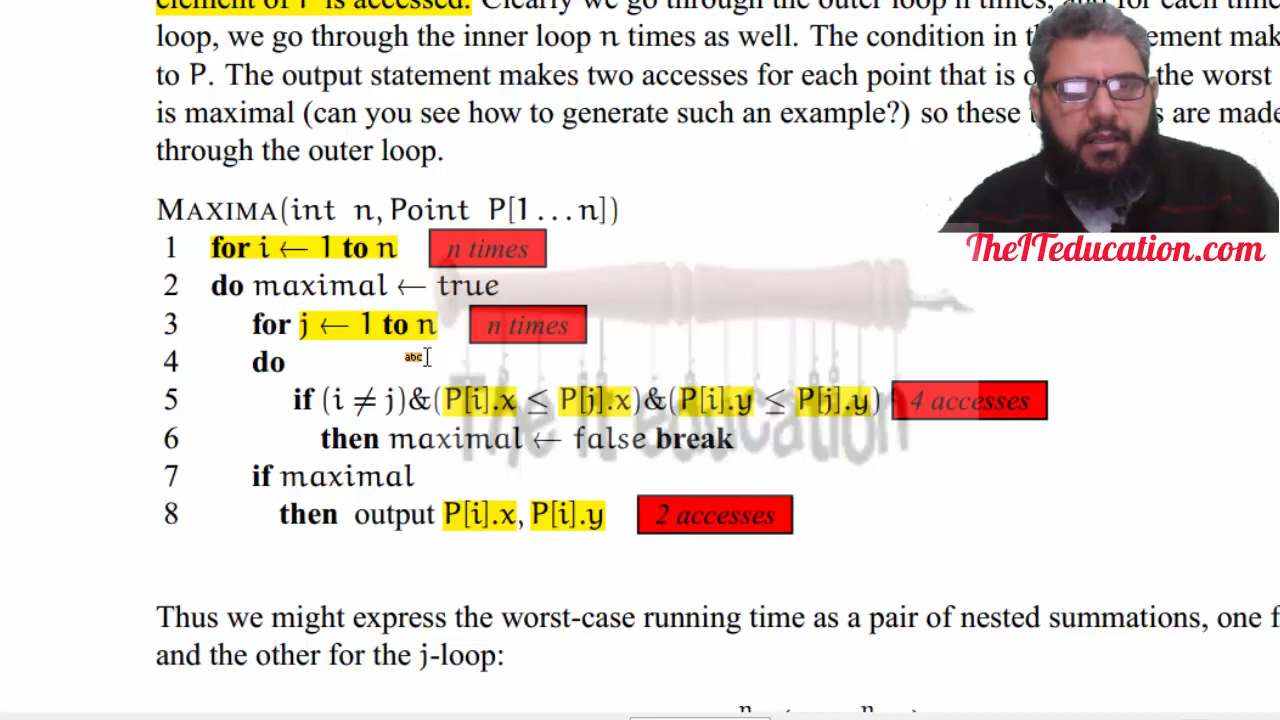 element of P is accessed. Clearly we go through the outer loop n times, and for each time
loop, we go through the inner loop n times as well. The condition in
to P. The output statement makes two accesses for each point that is the worst
is maximal (can you see how to generate such an example?) so these are made
through the outer loop.
MAXIMA(int n, Point P[1 … n])
1 for i ← 1 to n n times
2 do maximal ← true
3 for j ← 1 to n n times
4 do abc
5 if (i ≠ j)&(P[i].x ≤ P[j].x)&(P[i].y ≤ P[j].y) 4 accesses
6 then maximal ← false break
7 if maximal
8 then output P[i].x, P[i].y 2 accesses
Thus we might express the worst-case running time as a pair of nested summations, one
and the other for the j-loop:
n n
TheITeducation.com
The IT education